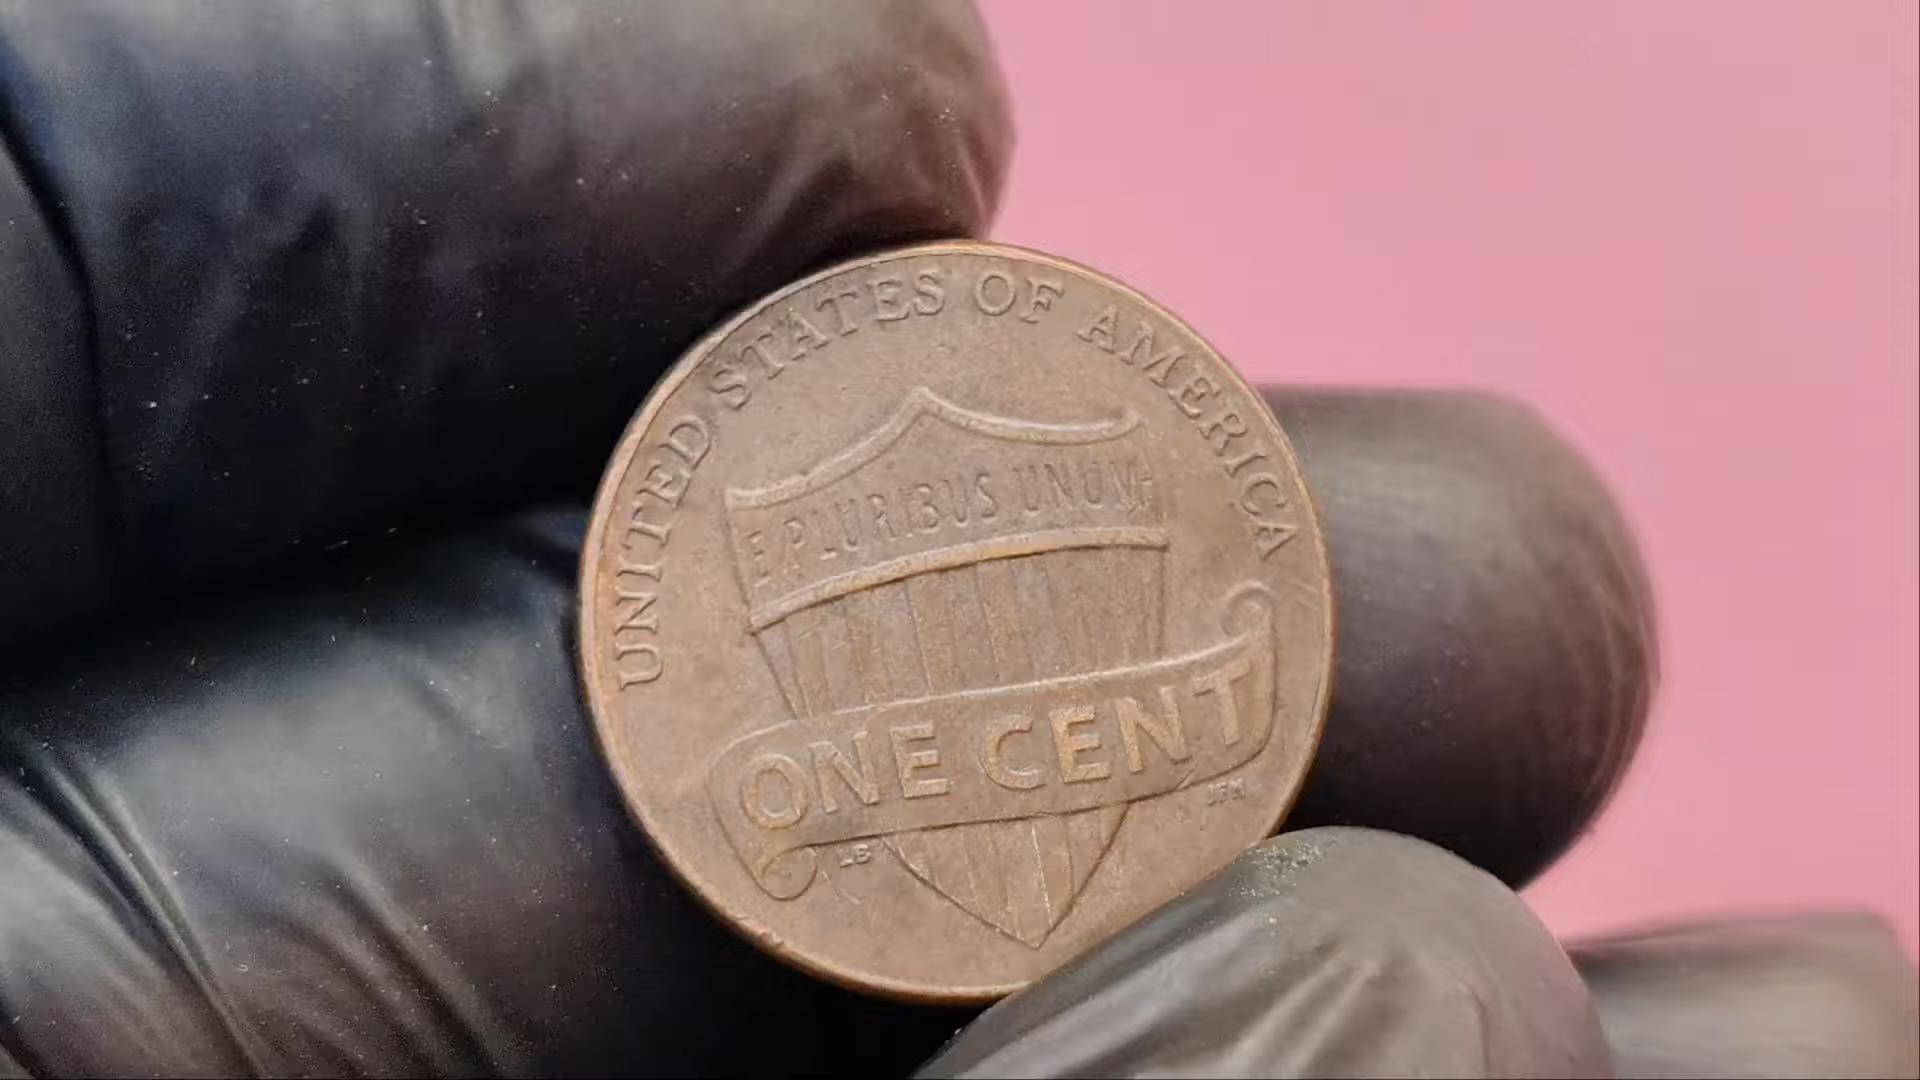 UNITED STATES OF AMERICA
E PLURIBUS UNUM
ONE CENT
LB
JFM